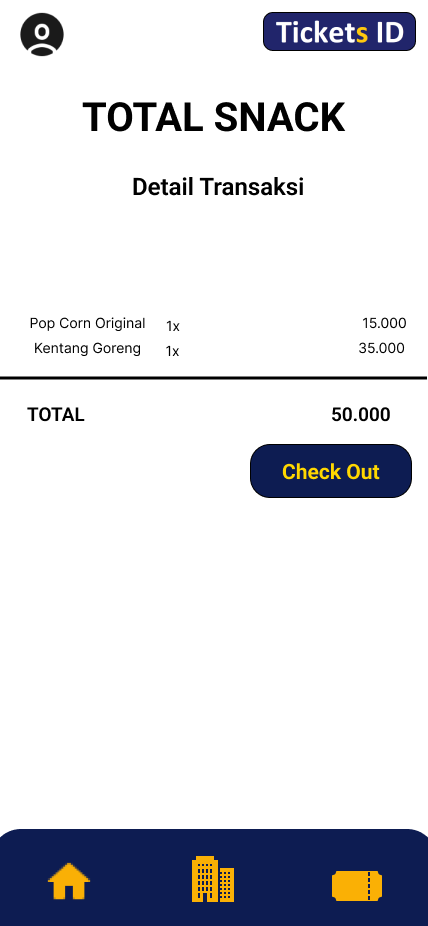 Tickets ID
TOTAL SNACK
Detail Transaksi
Pop Corn Original 1x 15.000
Kentang Goreng 1x 35.000
TOTAL 50.000
Check Out